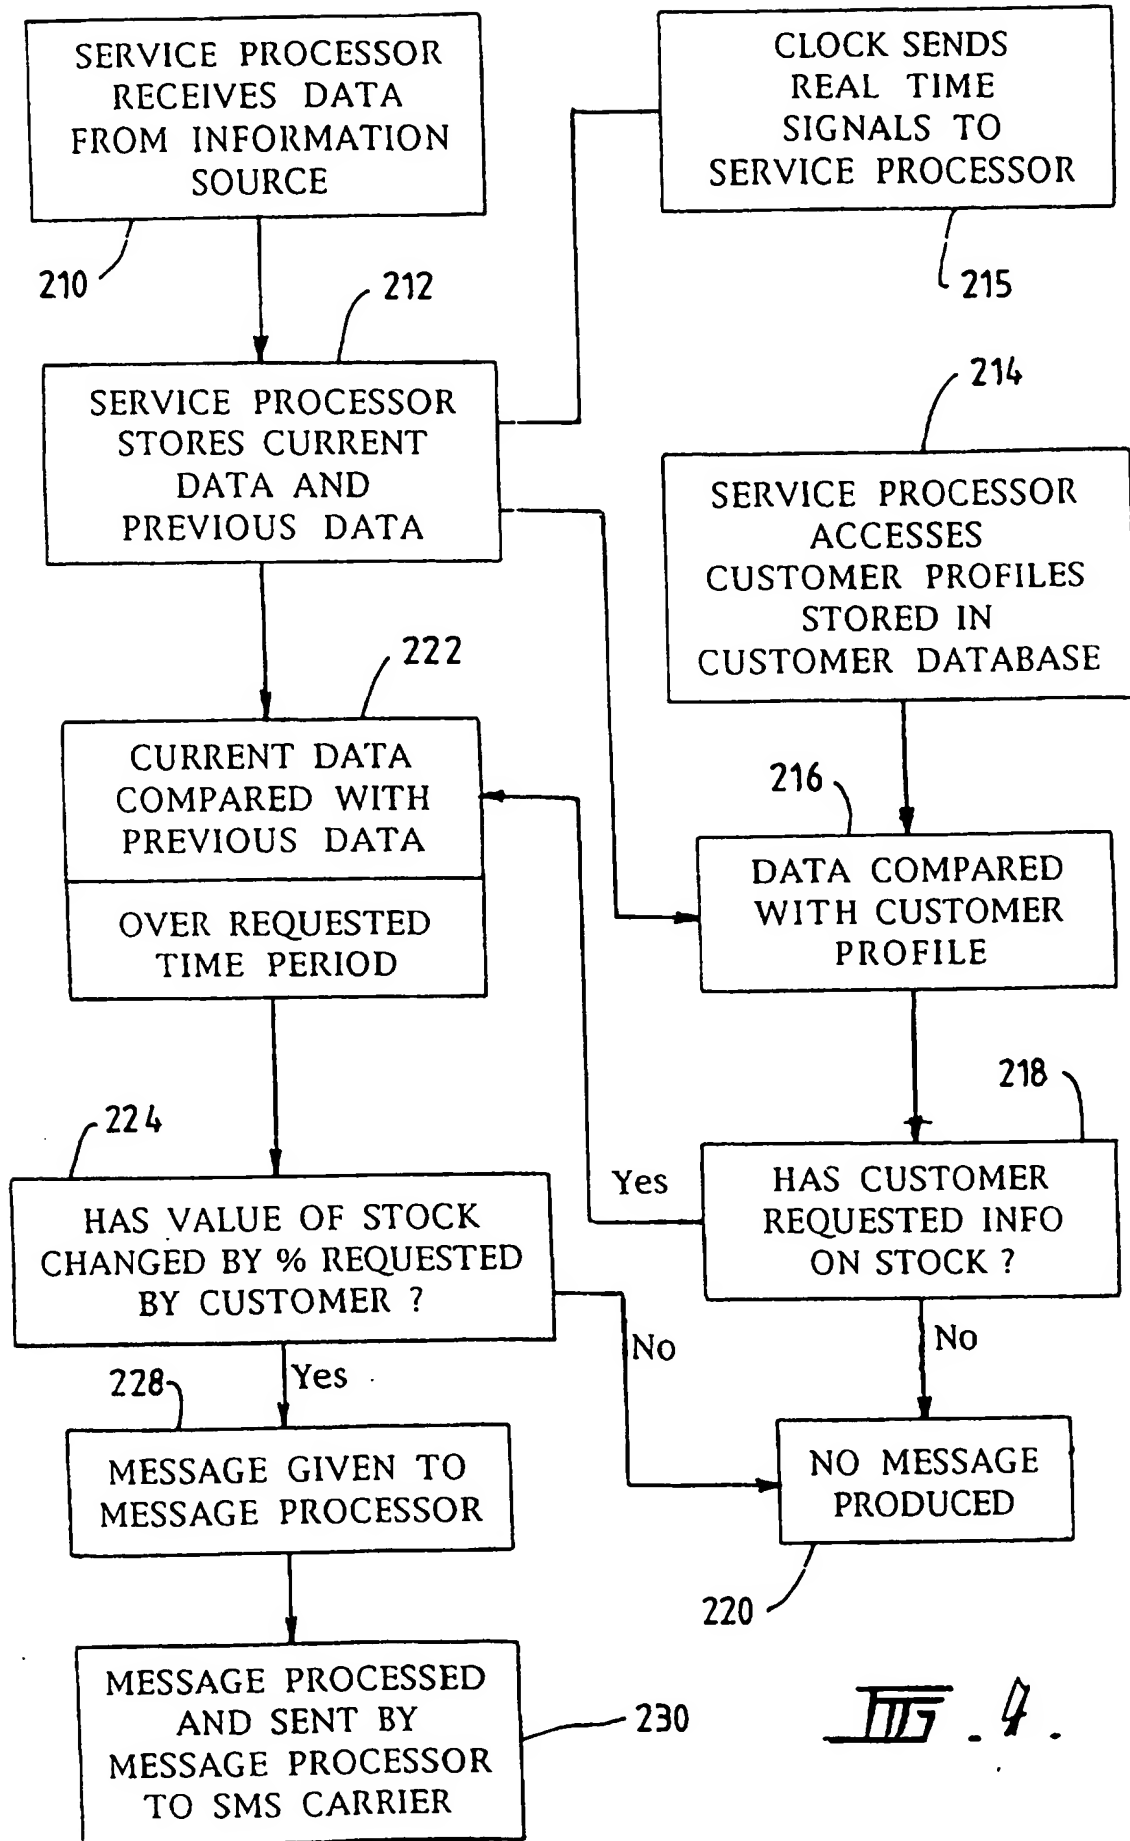 SERVICE PROCESSOR
RECEIVES DATA
FROM INFORMATION
SOURCE
210
CLOCK SENDS
REAL TIME
SIGNALS TO
SERVICE PROCESSOR
215
212
SERVICE PROCESSOR
STORES CURRENT
DATA AND
PREVIOUS DATA
214
SERVICE PROCESSOR
ACCESSES
CUSTOMER PROFILES
STORED IN
CUSTOMER DATABASE
222
CURRENT DATA
COMPARED WITH
PREVIOUS DATA
OVER REQUESTED
TIME PERIOD
216
DATA COMPARED
WITH CUSTOMER
PROFILE
218
HAS CUSTOMER
REQUESTED INFO
ON STOCK ?
Yes
No
224
HAS VALUE OF STOCK
CHANGED BY % REQUESTED
BY CUSTOMER ?
Yes
No
228
MESSAGE GIVEN TO
MESSAGE PROCESSOR
NO MESSAGE
PRODUCED
220
MESSAGE PROCESSED
AND SENT BY
MESSAGE PROCESSOR
TO SMS CARRIER
230
FIG. 4.